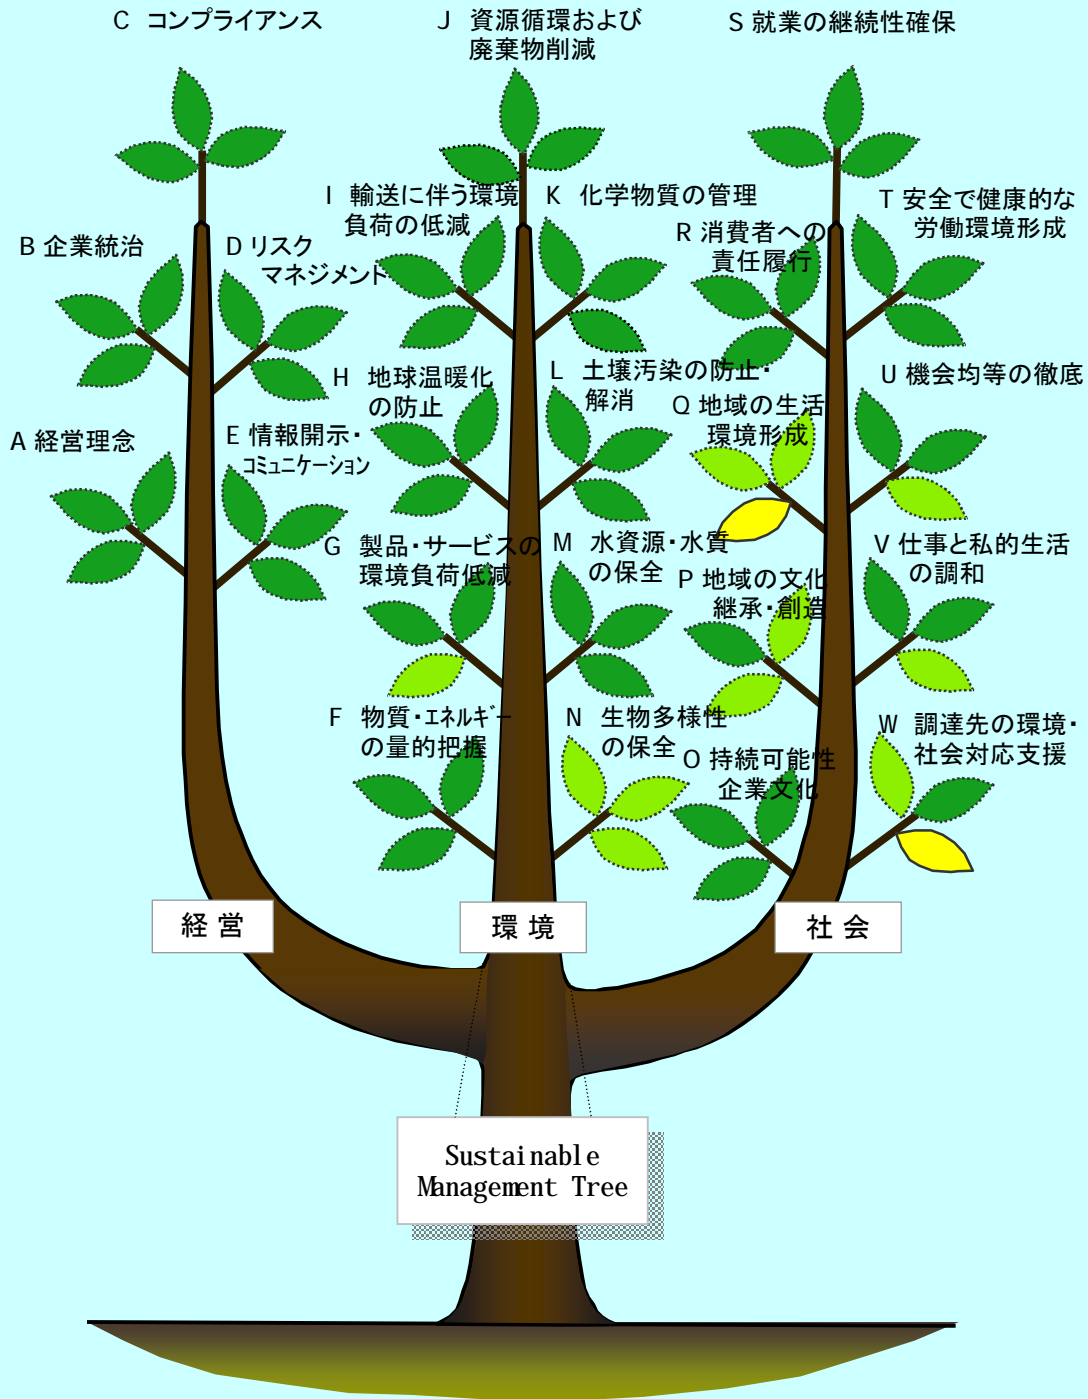 C コンプライアンス
J 資源循環および
廃棄物削減
S 就業の継続性確保
I 輸送に伴う環境
負荷の低減
K 化学物質の管理
T 安全で健康的な
労働環境形成
B 企業統治
D リスク
マネジメント
R 消費者への
責任履行
H 地球温暖化
の防止
L 土壌汚染の防止・
解消
Q 地域の生活
環境形成
U 機会均等の徹底
A 経営理念
E 情報開示・
コミュニケーション
G 製品・サービスの
環境負荷低減
M 水資源・水質
の保全
P 地域の文化
継承・創造
V 仕事と私的生活
の調和
F 物質・エネルギー
の量的把握
N 生物多様性
の保全
O 持続可能性
企業文化
W 調達先の環境・
社会対応支援
経営
環境
社会
Sustainable
Management Tree